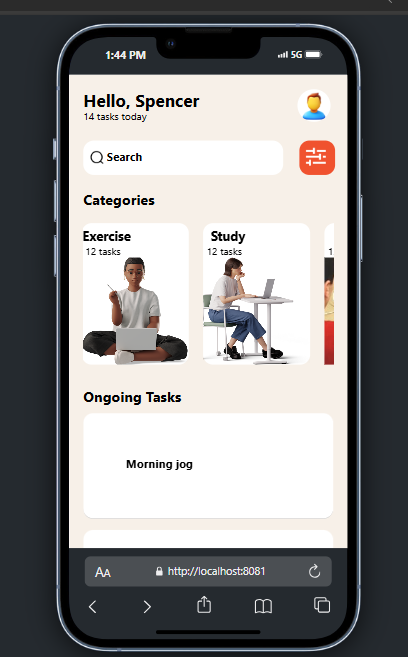 1:44 PM
5G
Hello, Spencer
14 tasks today
Search
Categories
Exercise
12 tasks
Study
12 tasks
1
Ongoing Tasks
Morning jog
AA
http://localhost:8081